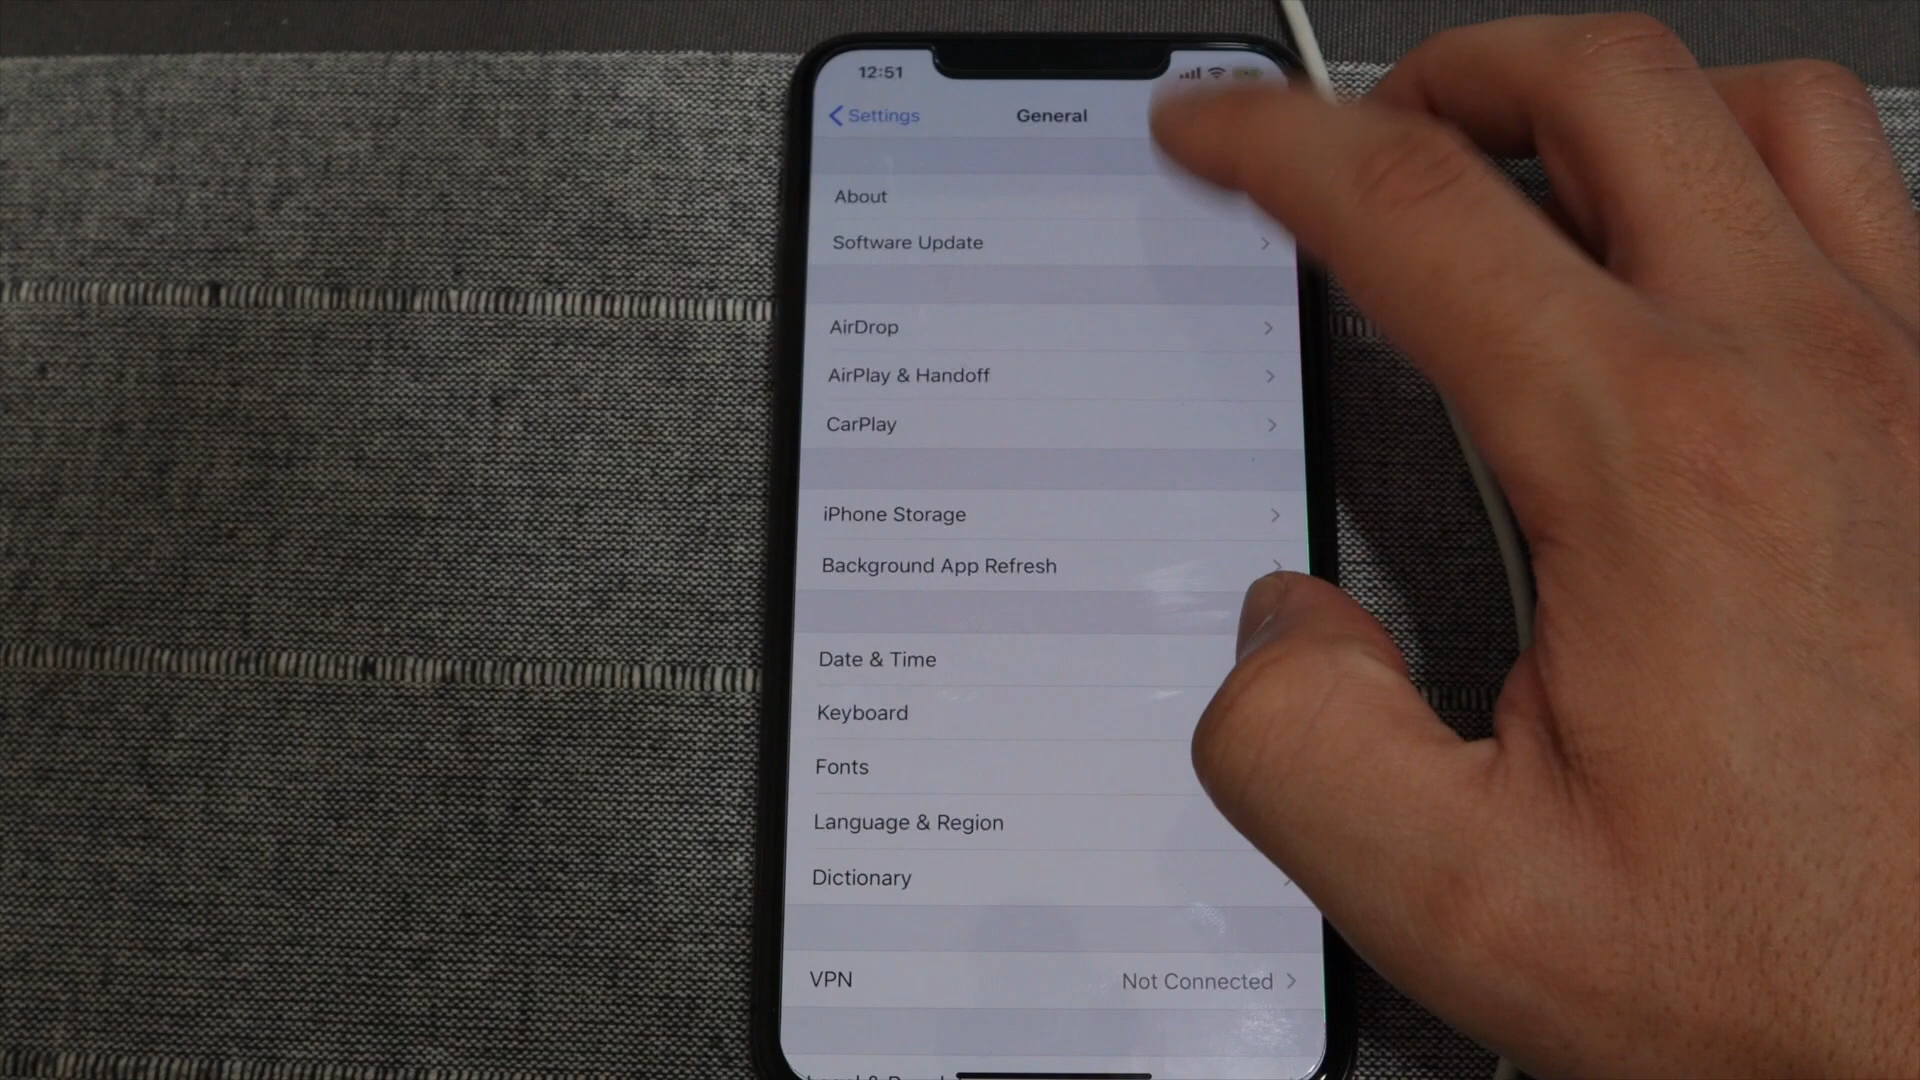 12:51
Settings
General
About
Software Update
AirDrop
AirPlay & Handoff
CarPlay
iPhone Storage
Background App Refresh
Date & Time
Keyboard
Fonts
Language & Region
Dictionary
VPN
Not Connected